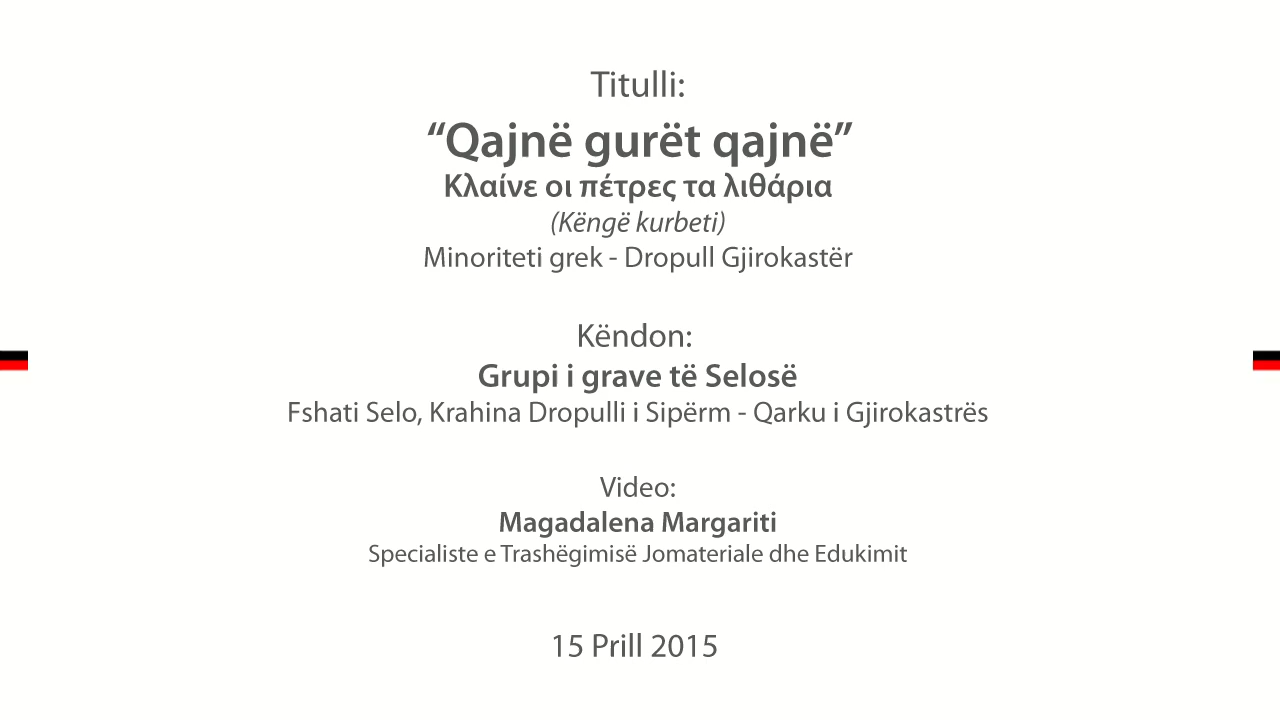 Titulli:
“Qajnë gurët qajnë”
Κλαίνε οι πέτρες τα λιθάρια
(Këngë kurbeti)
Minoriteti grek - Dropull Gjirokastër
Këndon:
Grupi i grave të Selosë
Fshati Selo, Krahina Dropulli i Sipërm - Qarku i Gjirokastrës
Video:
Magadalena Margariti
Specialiste e Trashëgimisë Jomateriale dhe Edukimit
15 Prill 2015